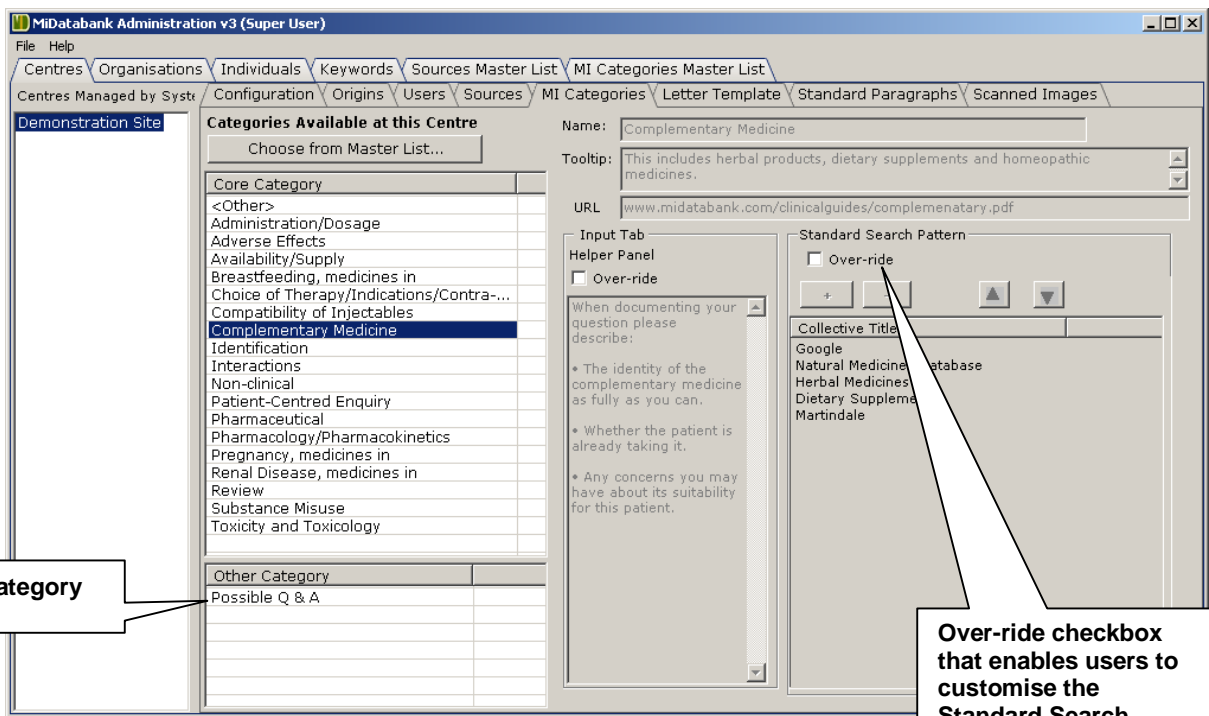 MiDatabank Administration v3 (Super User)
File Help
Centres Organisations Individuals Keywords Sources Master List MI Categories Master List
Centres Managed by Syste
Configuration Origins Users Sources MI Categories Letter Template Standard Paragraphs Scanned Images
Demonstration Site
Categories Available at this Centre
Choose from Master List...
Core Category
<Other>
Administration/Dosage
Adverse Effects
Availability/Supply
Breastfeeding, medicines in
Choice of Therapy/Indications/Contra-...
Compatibility of Injectables
Complementary Medicine
Identification
Interactions
Non-clinical
Patient-Centred Enquiry
Pharmaceutical
Pharmacology/Pharmacokinetics
Pregnancy, medicines in
Renal Disease, medicines in
Review
Substance Misuse
Toxicity and Toxicology
Other Category
Possible Q & A
Name: Complementary Medicine
Tooltip: This includes herbal products, dietary supplements and homeopathic
medicines.
URL www.midatabank.com/clinicalguides/complemenatary.pdf
Input Tab
Helper Panel
Over-ride
When documenting your
question please
describe:
• The identity of the
complementary medicine
as fully as you can.
• Whether the patient is
already taking it.
• Any concerns you may
have about its suitability
for this patient.
Standard Search Pattern
Over-ride
+
Collective Title
Google
Natural Medicines
Herbal Medicines
Dietary
Martindale
ategory
Over-ride checkbox
that enables users to
customise the
Standard Search